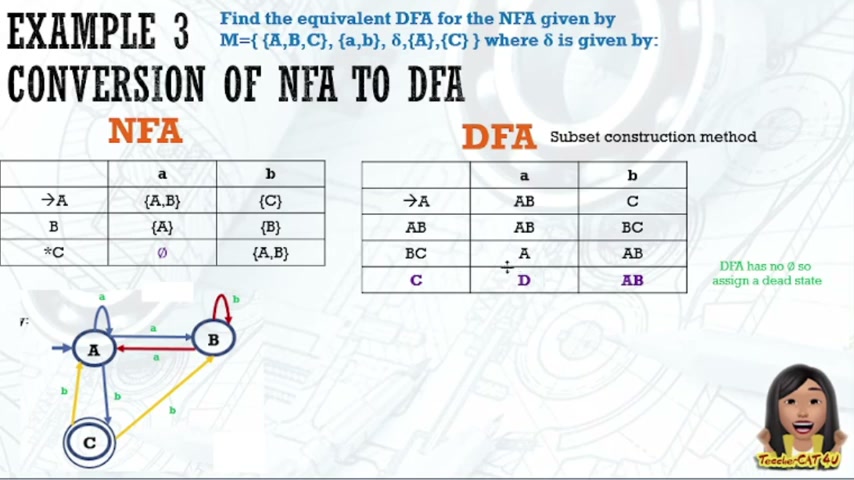 EXAMPLE 3
CONVERSION OF NFA TO DFA
Find the equivalent DFA for the NFA given by
M={ {A,B,C}, {a,b}, δ,{A},{C} } where δ is given by:
NFA
a b
→A {A,B} {C}
B {A} {B}
*C ∅ {A,B}
DFA Subset construction method
a b
→A AB C
AB AB BC
BC A AB
C D AB
DFA has no ∅ so
assign a dead state
a
b
a
A
B
a
b
b
b
C
TeacherCAT4U